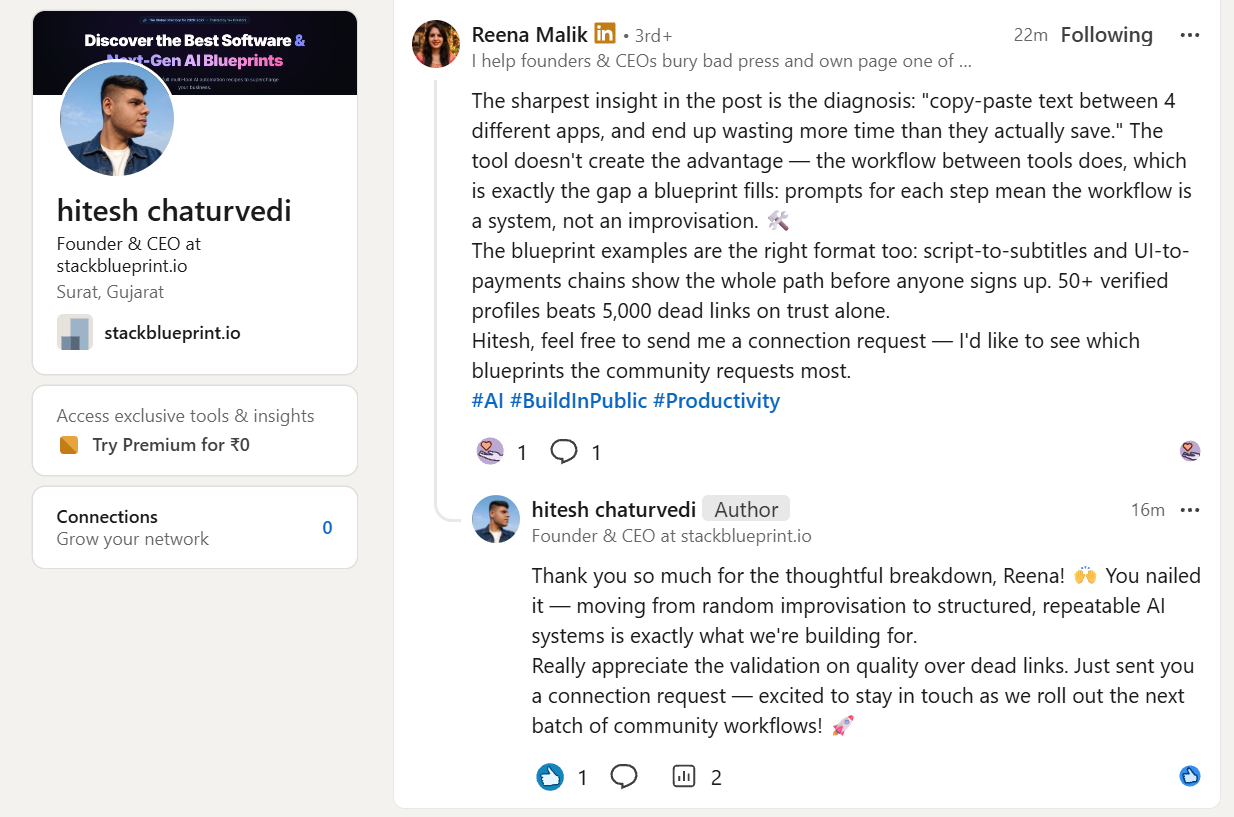 Discover the Best Software &
Next-Gen AI Blueprints
your business.
hitesh chaturvedi
Founder & CEO at
stackblueprint.io
Surat, Gujarat
stackblueprint.io
Access exclusive tools & insights
Try Premium for ₹0
Connections
Grow your network
0
Reena Malik in • 3rd+
22m Following
I help founders & CEOs bury bad press and own page one of ...
The sharpest insight in the post is the diagnosis: "copy-paste text between 4
different apps, and end up wasting more time than they actually save." The
tool doesn't create the advantage — the workflow between tools does, which
is exactly the gap a blueprint fills: prompts for each step mean the workflow is
a system, not an improvisation. 🛠️
The blueprint examples are the right format too: script-to-subtitles and UI-to-
payments chains show the whole path before anyone signs up. 50+ verified
profiles beats 5,000 dead links on trust alone.
Hitesh, feel free to send me a connection request — I'd like to see which
blueprints the community requests most.
#AI #BuildInPublic #Productivity
1 1
hitesh chaturvedi Author
16m
Founder & CEO at stackblueprint.io
Thank you so much for the thoughtful breakdown, Reena! 🙌 You nailed
it — moving from random improvisation to structured, repeatable AI
systems is exactly what we're building for.
Really appreciate the validation on quality over dead links. Just sent you
a connection request — excited to stay in touch as we roll out the next
batch of community workflows! 🚀
1 2